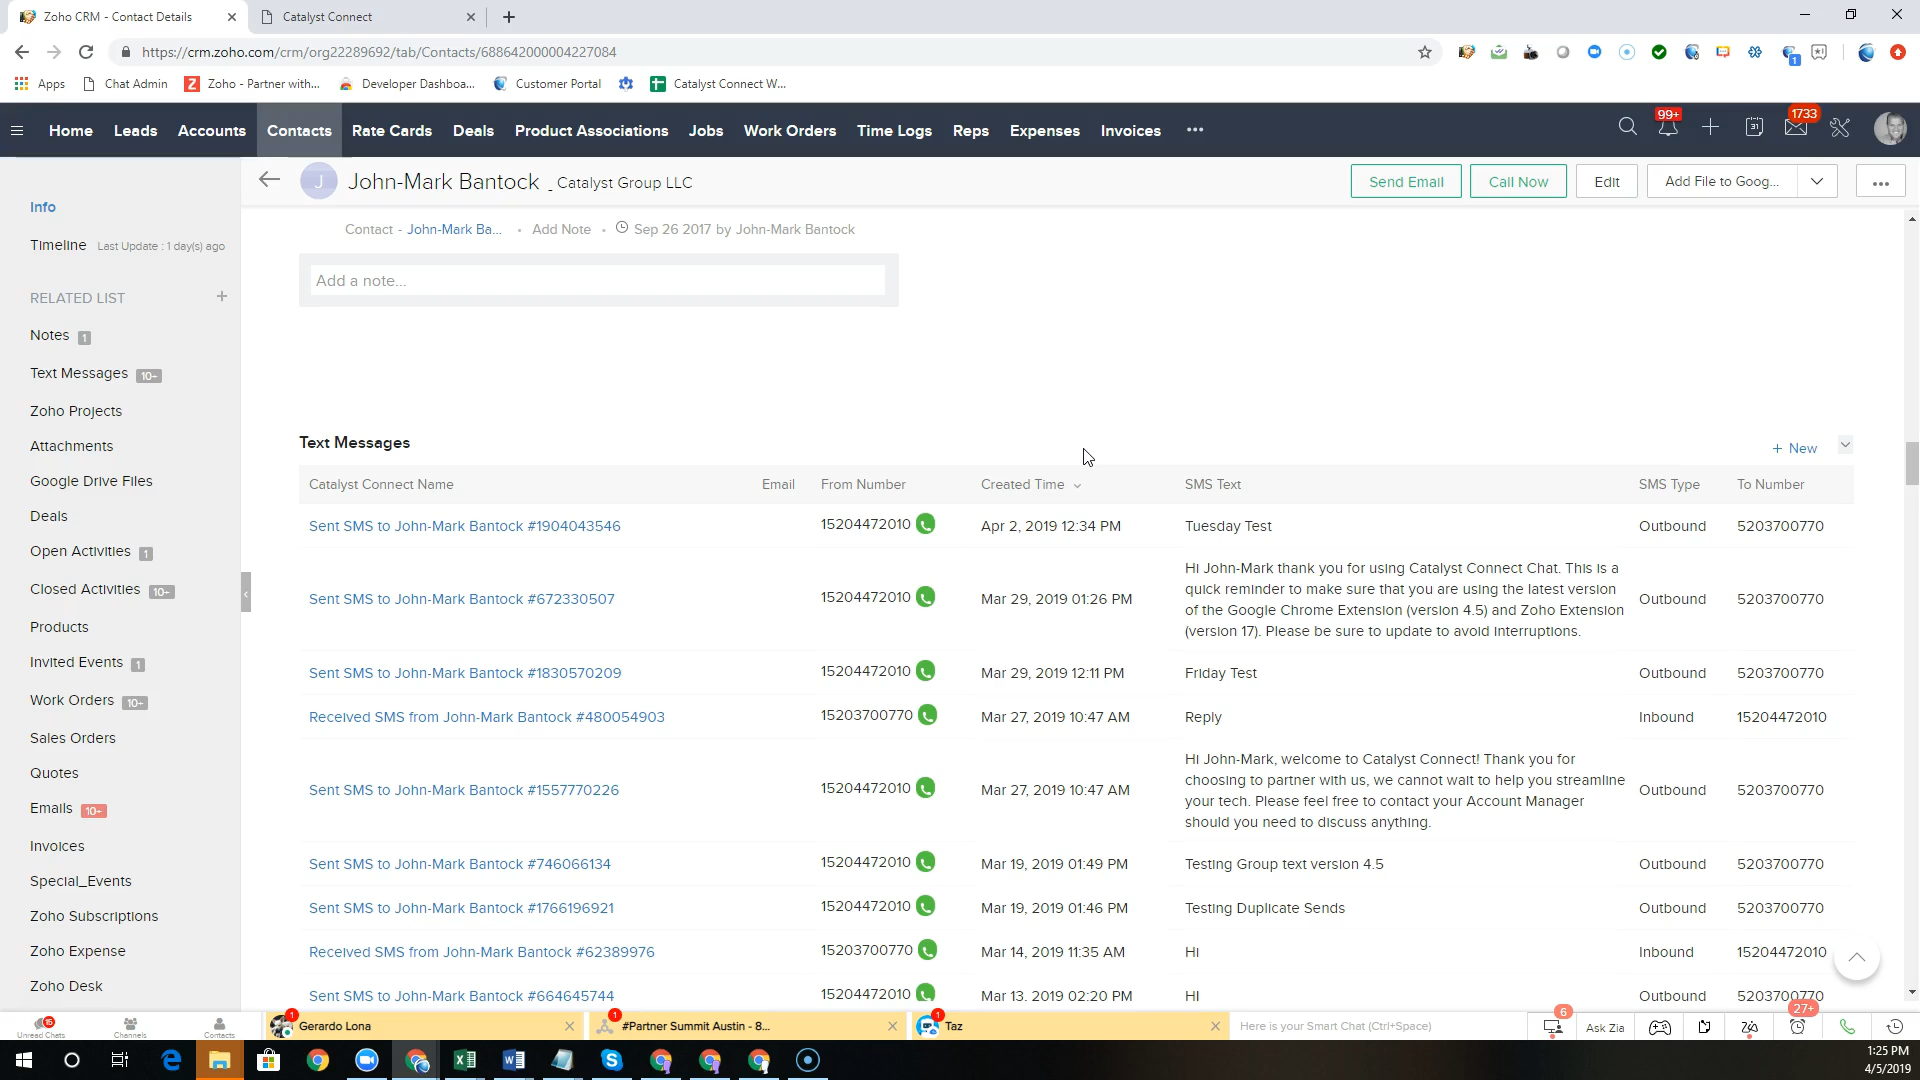 Zoho CRM - Contact Details
Catalyst Connect
https://crm.zoho.com/crm/org22289692/tab/Contacts/688642000004227084
1
Apps
Chat Admin
Zoho - Partner with...
Developer Dashboa...
Customer Portal
Catalyst Connect W...
Home
Leads
Accounts
Contacts
Rate Cards
Deals
Product Associations
Jobs
Work Orders
Time Logs
Reps
Expenses
Invoices
99+
31
1733
J
John-Mark Bantock _ Catalyst Group LLC
Send Email
Call Now
Edit
Add File to Goog...
Info
Timeline Last Update : 1 day(s) ago
RELATED LIST
Notes 1
Text Messages 10+
Zoho Projects
Attachments
Google Drive Files
Deals
Open Activities 1
Closed Activities 10+
Products
Invited Events 1
Work Orders 10+
Sales Orders
Quotes
Emails 10+
Invoices
Special_Events
Zoho Subscriptions
Zoho Expense
Zoho Desk
Contact - John-Mark Ba... • Add Note • Sep 26 2017 by John-Mark Bantock
Add a note...
Text Messages
+ New
Catalyst Connect Name Email From Number Created Time SMS Text SMS Type To Number
Sent SMS to John-Mark Bantock #1904043546 15204472010 Apr 2, 2019 12:34 PM Tuesday Test Outbound 5203700770
Hi John-Mark thank you for using Catalyst Connect Chat. This is a
quick reminder to make sure that you are using the latest version
Sent SMS to John-Mark Bantock #672330507 15204472010 Mar 29, 2019 01:26 PM of the Google Chrome Extension (version 4.5) and Zoho Extension Outbound 5203700770
(version 17). Please be sure to update to avoid interruptions.
Sent SMS to John-Mark Bantock #1830570209 15204472010 Mar 29, 2019 12:11 PM Friday Test Outbound 5203700770
Received SMS from John-Mark Bantock #480054903 15203700770 Mar 27, 2019 10:47 AM Reply Inbound 15204472010
Hi John-Mark, welcome to Catalyst Connect! Thank you for
choosing to partner with us, we cannot wait to help you streamline
Sent SMS to John-Mark Bantock #1557770226 15204472010 Mar 27, 2019 10:47 AM your tech. Please feel free to contact your Account Manager Outbound 5203700770
should you need to discuss anything.
Sent SMS to John-Mark Bantock #746066134 15204472010 Mar 19, 2019 01:49 PM Testing Group text version 4.5 Outbound 5203700770
Sent SMS to John-Mark Bantock #1766196921 15204472010 Mar 19, 2019 01:46 PM Testing Duplicate Sends Outbound 5203700770
Received SMS from John-Mark Bantock #62389976 15203700770 Mar 14, 2019 11:35 AM Hi Inbound 15204472010
Sent SMS to John-Mark Bantock #664645744 15204472010 Mar 13, 2019 02:20 PM HI Outbound 5203700770
15
Unread Chats
Channels
Contacts
1
Gerardo Lona
1
#Partner Summit Austin - 8...
1
Taz
Here is your Smart Chat (Ctrl+Space)
6
Ask Zia
27+
1:25 PM
4/5/2019